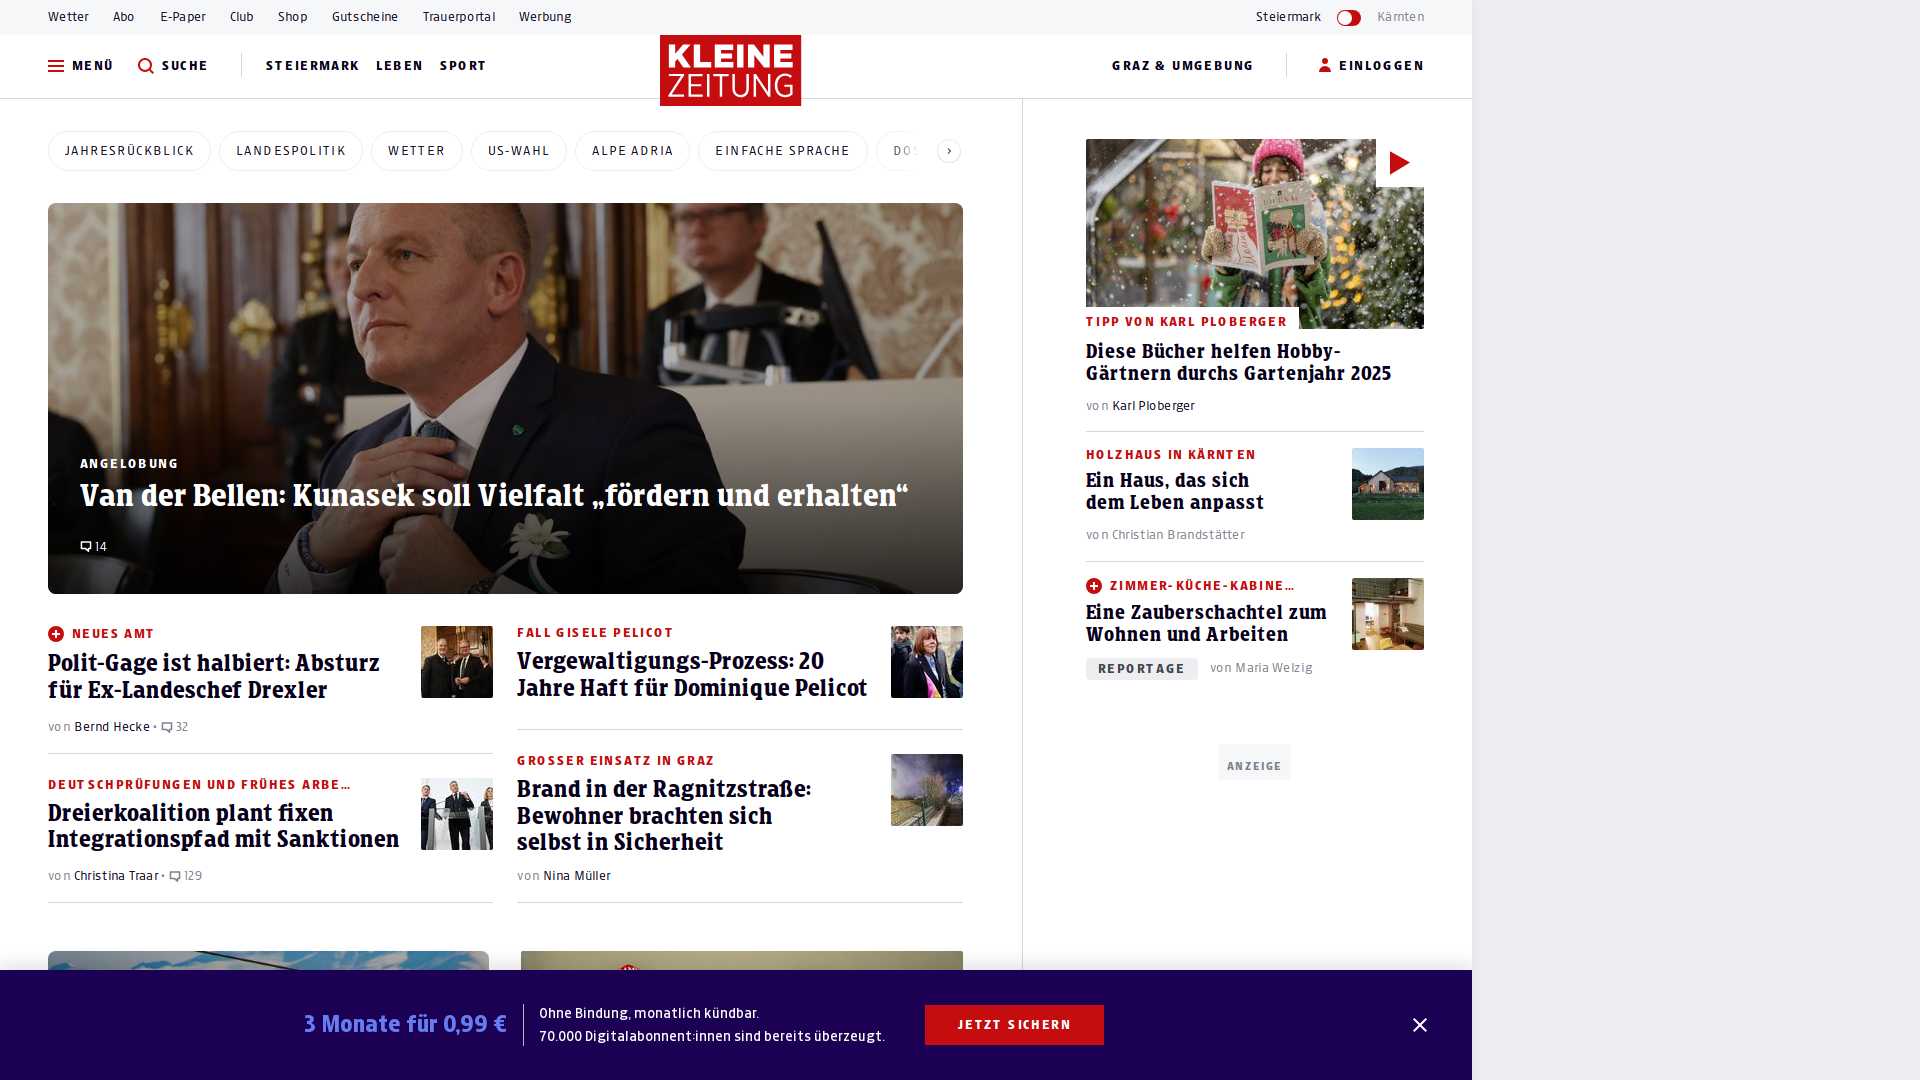 Wetter Abo E-Paper Club Shop Gutscheine Trauerportal Werbung Steiermark Kärnten
MENÜ SUCHE STEIERMARK LEBEN SPORT KLEINE ZEITUNG GRAZ & UMGEBUNG EINLOGGEN
JAHRESRÜCKBLICK LANDESPOLITIK WETTER US-WAHL ALPE ADRIA EINFACHE SPRACHE
ANGELOBUNG
Van der Bellen: Kunasek soll Vielfalt „fördern und erhalten“
14
NEUES AMT
Polit-Gage ist halbiert: Absturz
für Ex-Landeschef Drexler
von Bernd Hecke • 32
DEUTSCHPRÜFUNGEN UND FRÜHES ARBE…
Dreierkoalition plant fixen
Integrationspfad mit Sanktionen
von Christina Traar • 129
FALL GISELE PELICOT
Vergewaltigungs-Prozess: 20
Jahre Haft für Dominique Pelicot
GROSSER EINSATZ IN GRAZ
Brand in der Ragnitzstraße:
Bewohner brachten sich
selbst in Sicherheit
von Nina Müller
TIPP VON KARL PLOBERGER
Diese Bücher helfen Hobby-
Gärtnern durchs Gartenjahr 2025
von Karl Ploberger
HOLZHAUS IN KÄRNTEN
Ein Haus, das sich
dem Leben anpasst
von Christian Brandstätter
ZIMMER-KÜCHE-KABINE…
Eine Zauberschachtel zum
Wohnen und Arbeiten
REPORTAGE von Maria Welzig
ANZEIGE
3 Monate für 0,99 €
Ohne Bindung, monatlich kündbar.
70.000 Digitalabonnent:innen sind bereits überzeugt.
JETZT SICHERN